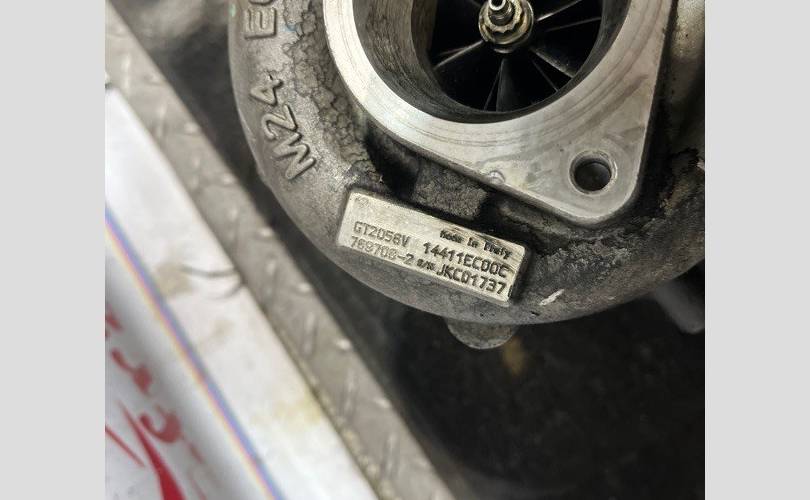 M24 E
Made in Italy
GT2056V 14411EC00C
769708-2 S/N JKC01737